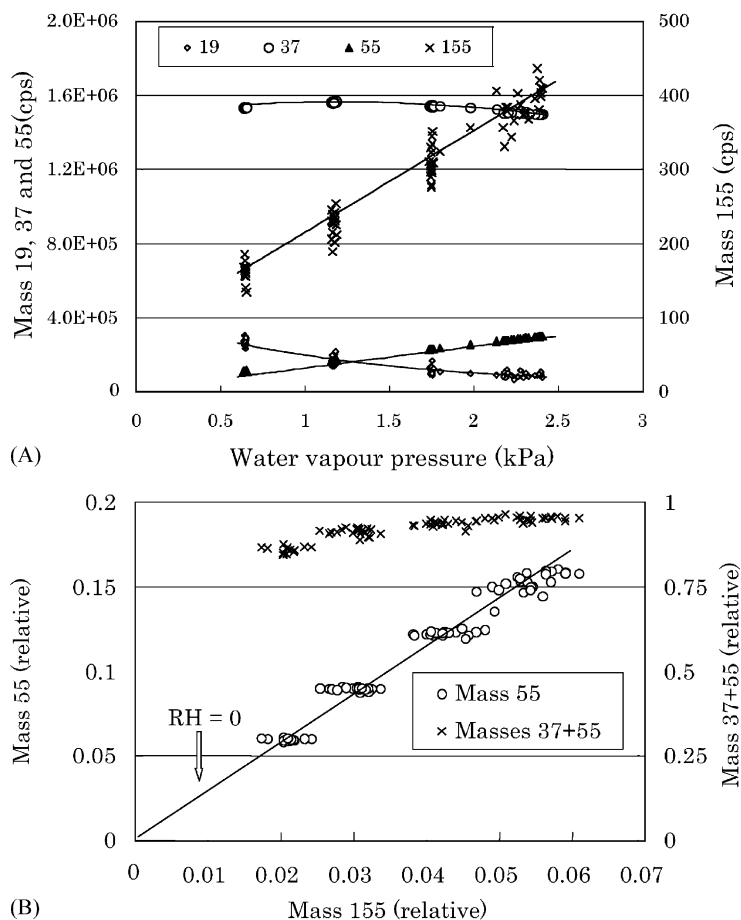 (A)
19 37 55 155
Mass 19, 37 and 55(cps)
2.0E+06
1.6E+06
1.2E+06
8.0E+05
4.0E+05
0
500
400
300
200
100
0
Mass 155 (cps)
0 0.5 1 1.5 2 2.5 3
Water vapour pressure (kPa)
(B)
Mass 55 (relative)
0.2
0.15
0.1
0.05
0
1
0.75
0.5
0.25
0
Mass 37+55 (relative)
RH = 0
Mass 55
Masses 37+55
0 0.01 0.02 0.03 0.04 0.05 0.06 0.07
Mass 155 (relative)